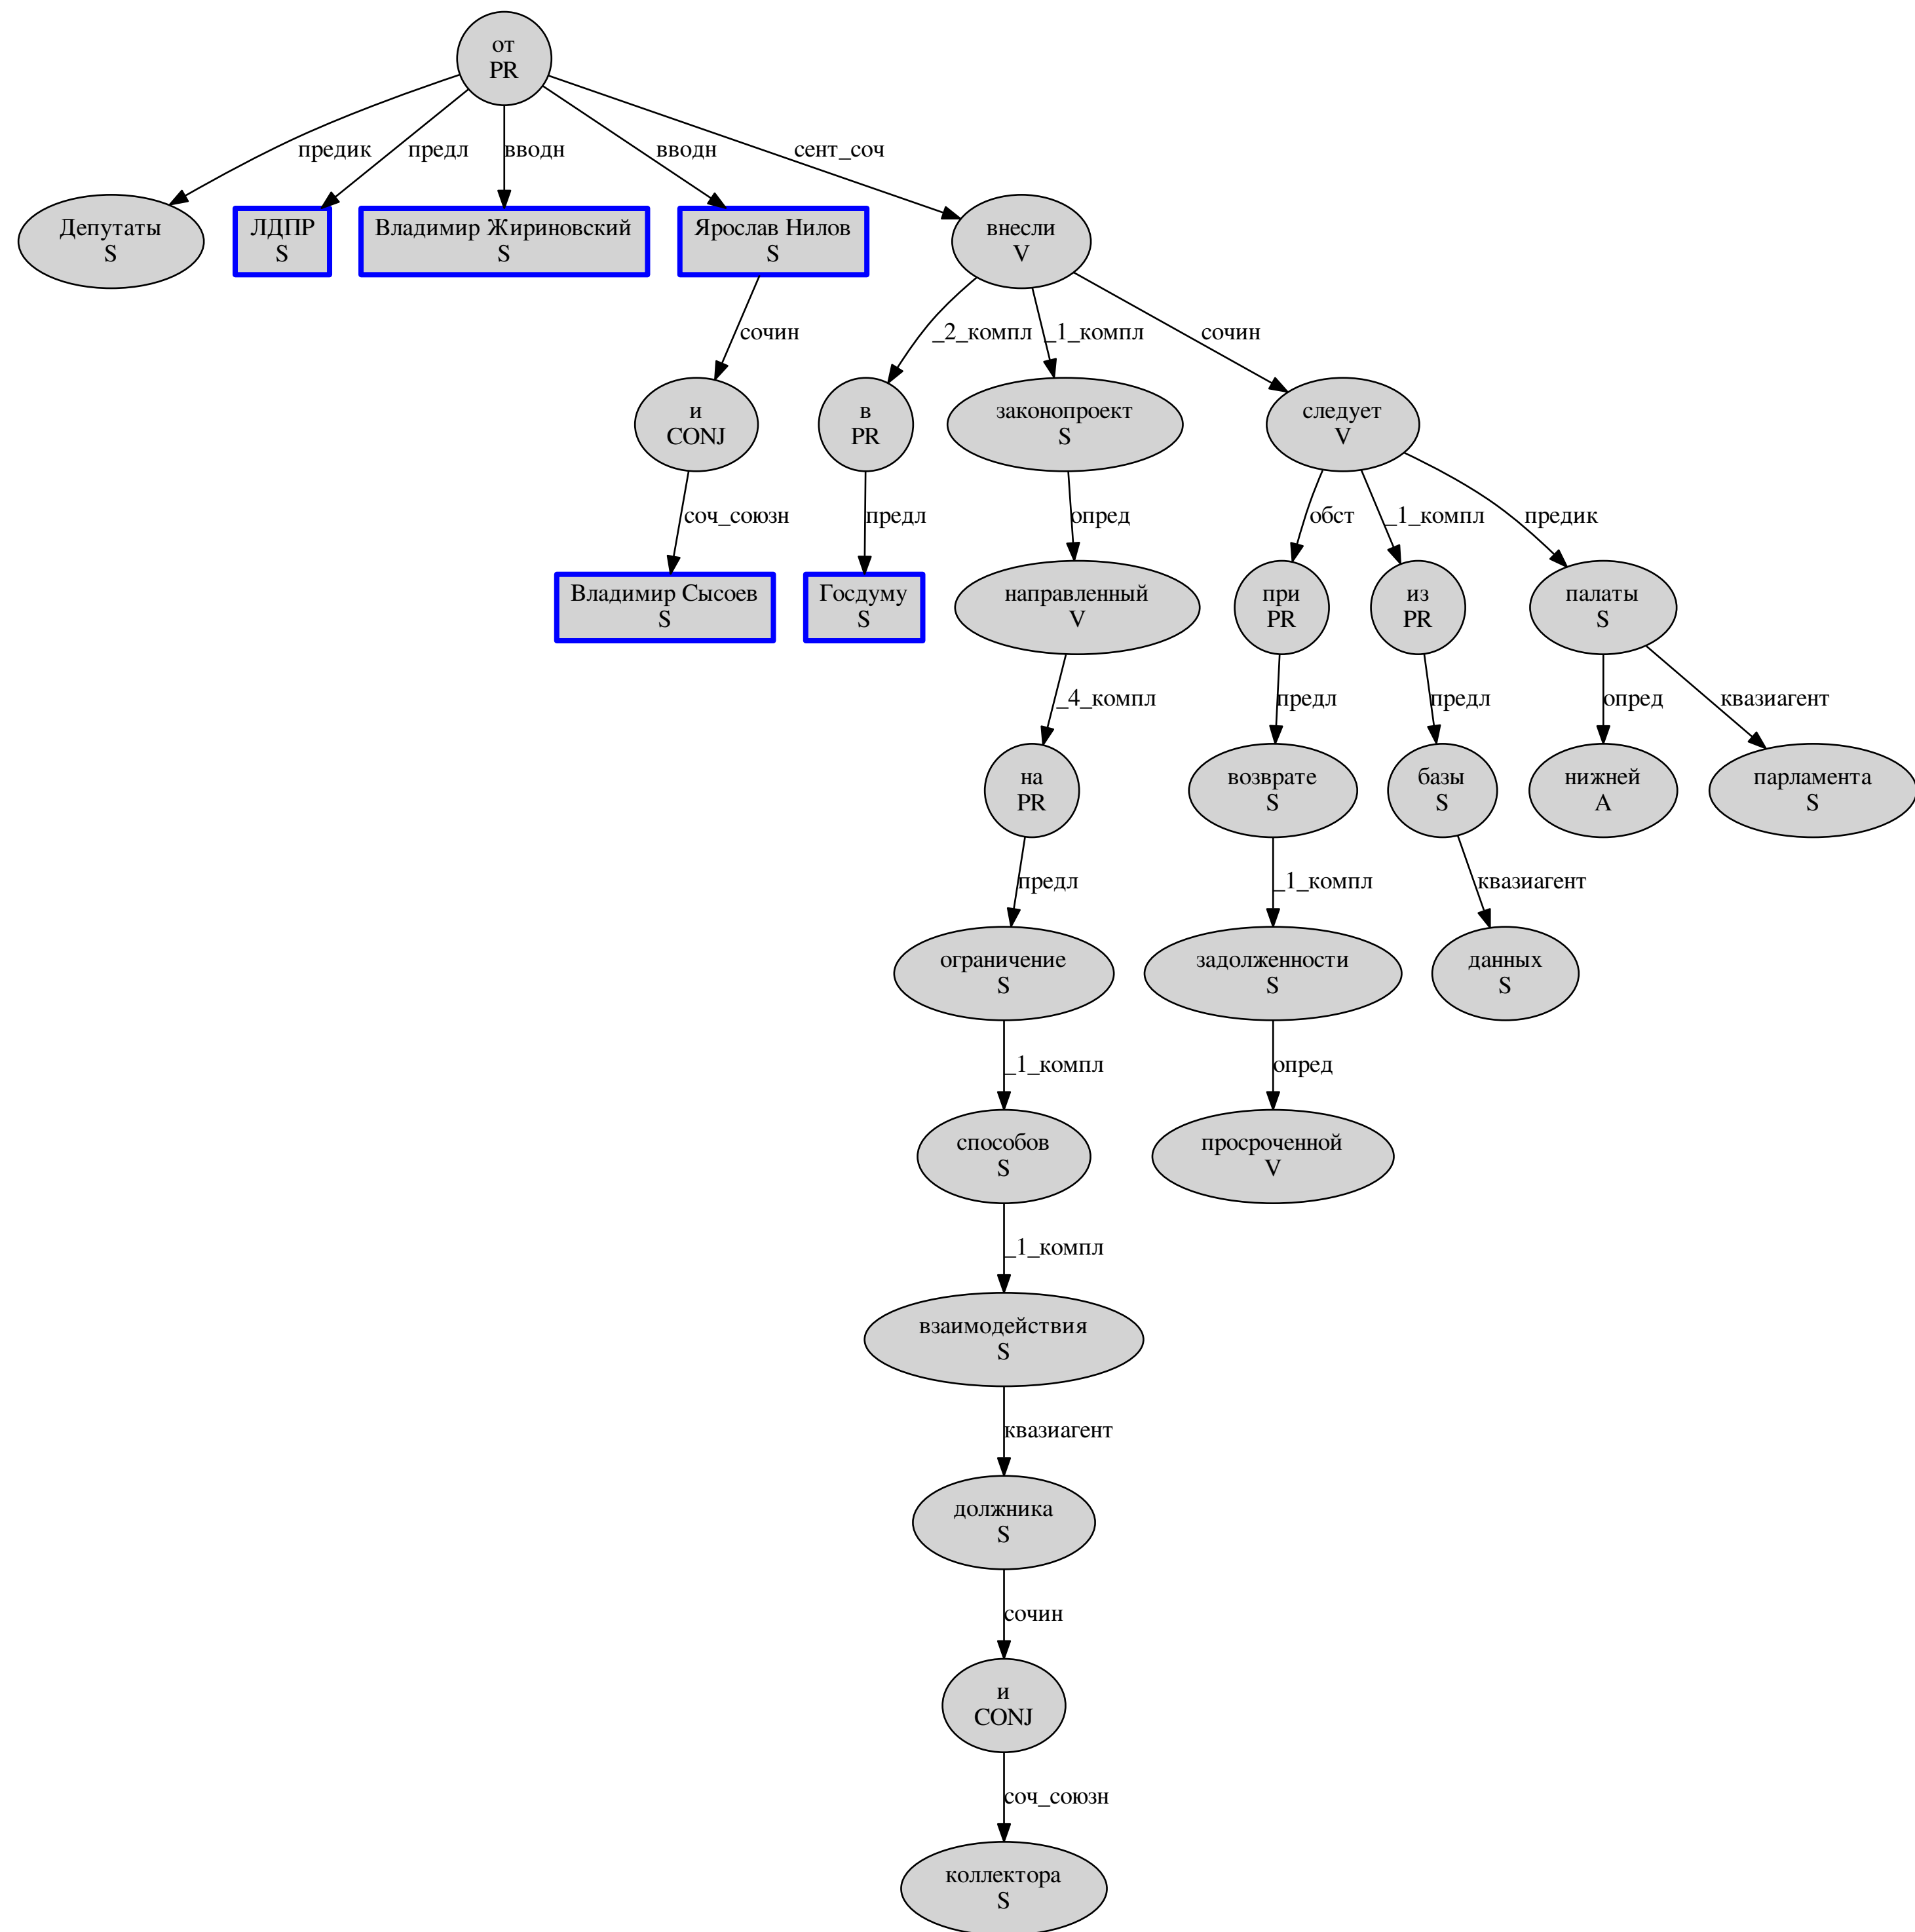 от
PR
предик
предл
вводн
вводн
сент_соч
Депутаты
S
ЛДПР
S
Владимир Жириновский
S
Ярослав Нилов
S
внесли
V
сочин
_2_компл
_1_компл
сочин
и
CONJ
в
PR
законопроект
S
следует
V
соч_союзн
предл
опред
обст
_1_компл
предик
Владимир Сысоев
S
Госдуму
S
направленный
V
при
PR
из
PR
палаты
S
_4_компл
предл
предл
опред
квазиагент
на
PR
возврате
S
базы
S
нижней
A
парламента
S
предл
_1_компл
квазиагент
ограничение
S
задолженности
S
данных
S
_1_компл
опред
способов
S
просроченной
V
_1_компл
взаимодействия
S
квазиагент
должника
S
сочин
и
CONJ
соч_союзн
коллектора
S